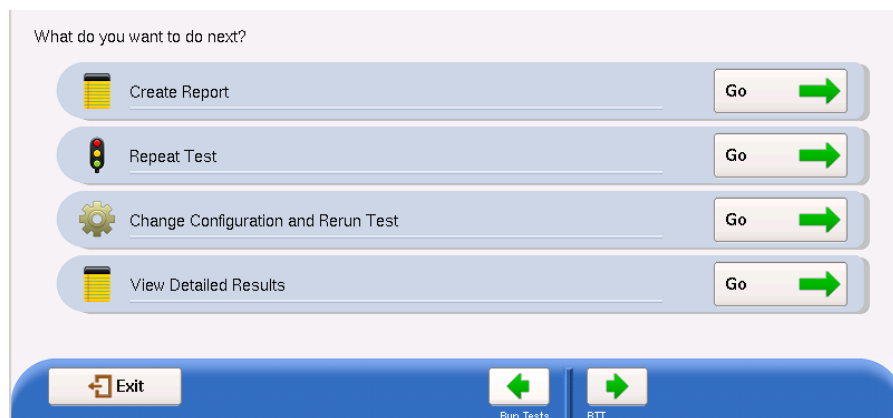 What do you want to do next?
Create Report
Go
Repeat Test
Go
Change Configuration and Rerun Test
Go
View Detailed Results
Go
Exit
Run Tests
RTT